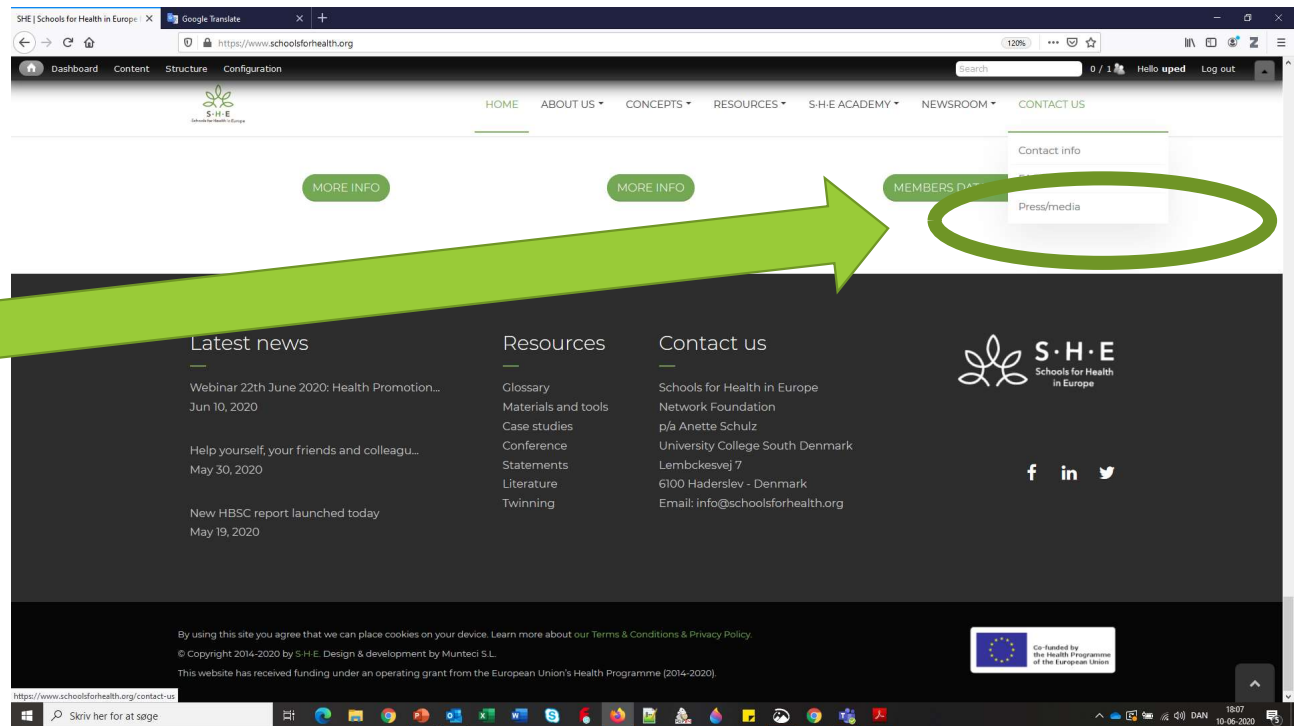 SHE | Schools for Health in Europe
Google Translate
https://www.schoolsforhealth.org
120%
Dashboard Content Structure Configuration
Search
0 / 1
Hello uped Log out
S·H·E
Schools for Health in Europe
HOME ABOUT US CONCEPTS RESOURCES S-H-E ACADEMY NEWSROOM CONTACT US
Contact info
Press/media
MORE INFO
MORE INFO
MEMBERS
Latest news
Webinar 22th June 2020: Health Promotion...
Jun 10, 2020
Help yourself, your friends and colleagu...
May 30, 2020
New HBSC report launched today
May 19, 2020
Resources
Glossary
Materials and tools
Case studies
Conference
Statements
Literature
Twinning
Contact us
Schools for Health in Europe
Network Foundation
p/a Anette Schulz
University College South Denmark
Lembckesvej 7
6100 Haderslev - Denmark
Email: info@schoolsforhealth.org
S·H·E
Schools for Health
in Europe
f in
By using this site you agree that we can place cookies on your device. Learn more about our Terms & Conditions & Privacy Policy.
© Copyright 2014-2020 by S-H-E. Design & development by Munteci S.L.
This website has received funding under an operating grant from the European Union's Health Programme (2014-2020).
Co-funded by
the Health Programme
of the European Union
https://www.schoolsforhealth.org/contact-us
Skriv her for at søge
DAN
18:07
10-06-2020